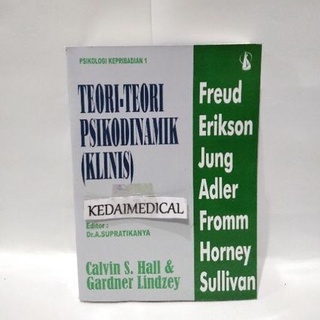 PSIKOLOGI KEPRIBADIAN 1
TEORI-TEORI
PSIKODINAMIK
(KLINIS)
KEDAIMEDICAL
Editor :
Dr.A.SUPRATIKANYA
Calvin S. Hall &
Gardner Lindzey
Freud
Erikson
Jung
Adler
Fromm
Horney
Sullivan